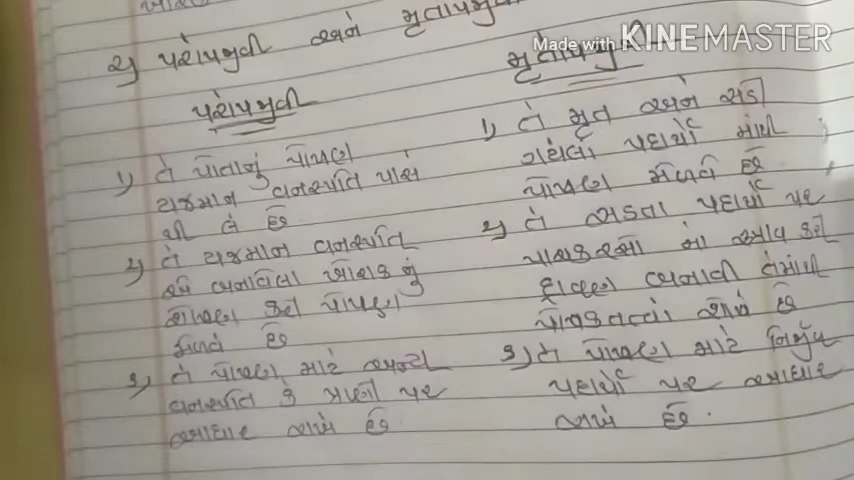 ૨) પરોપજીવી અને મૃતોપજીવી
Made with KINEMASTER
પરોપજીવી
૧) તે પોતાનું પોષણ
યજમાન વનસ્પતિ પાસે
થી લે છે
૨) તે યજમાન વનસ્પતિ
એ બનાવેલા ખોરાકનું
શોષણ કરી પોષણ
મેળવે છે
૩) તે પોષણ માટે અન્ય
વનસ્પતિ કે પ્રાણી પર
આધાર રાખે છે
મૃતોપજીવી
૧) તે મૃત અને સડી
ગયેલા પદાર્થો માંથી
પોષણ મેળવે છે
૨) તે સડતા પદાર્થો પર
પાચકરસો નો સ્ત્રાવ કરી
દ્રાવણ બનાવી તેમાંથી
પોષકતત્વો શોષે છે
૩) તે પોષણ માટે નિર્જીવ
પદાર્થો પર આધાર
રાખે છે.